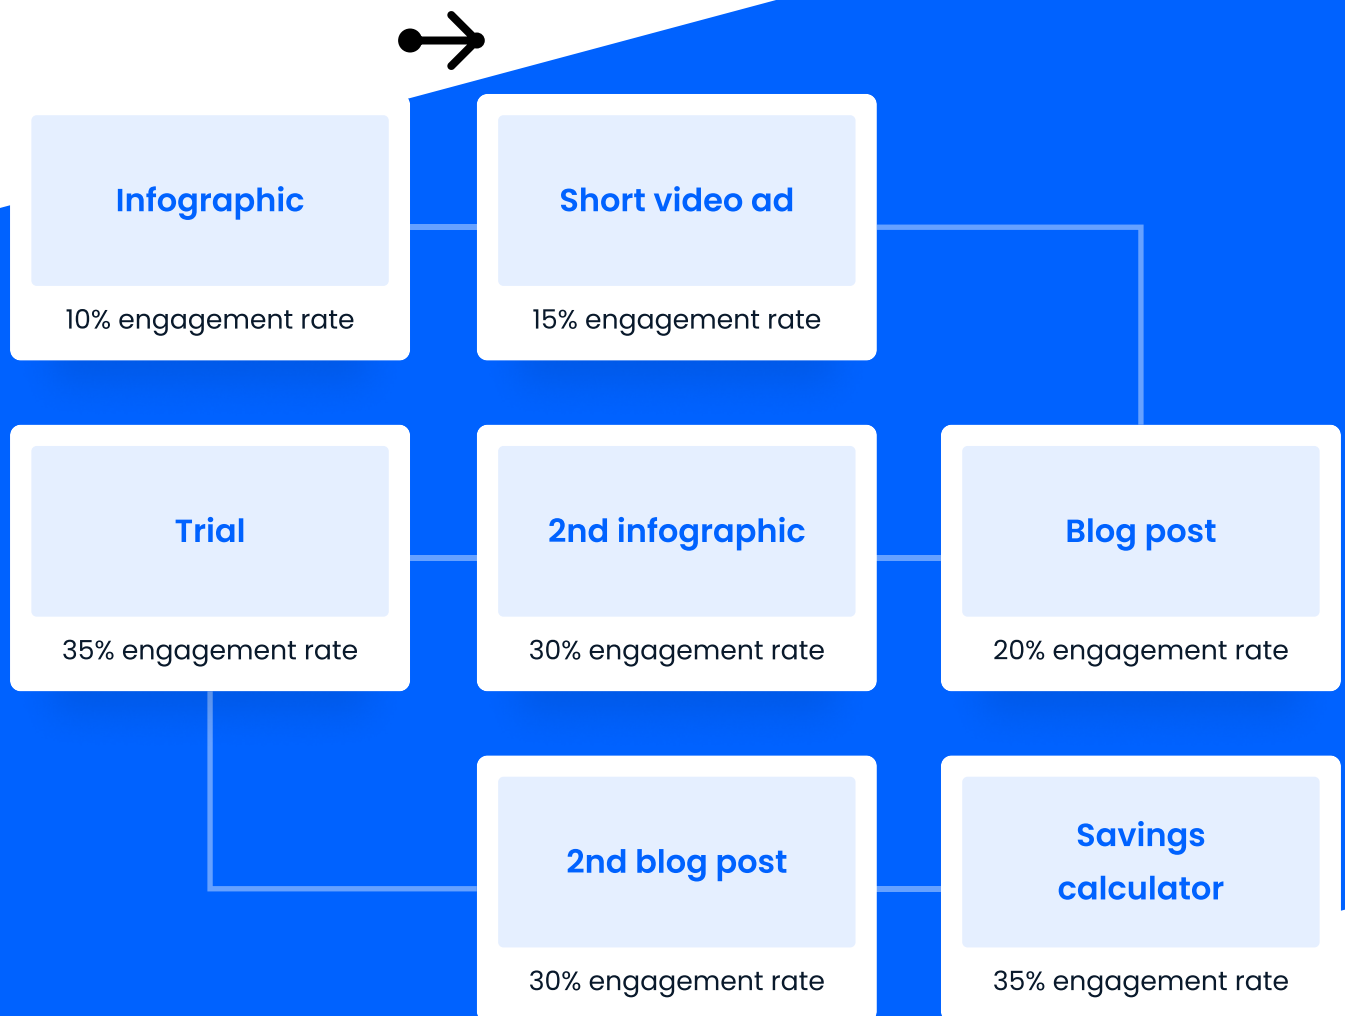 Infographic
10% engagement rate
Short video ad
15% engagement rate
Trial
35% engagement rate
2nd infographic
30% engagement rate
Blog post
20% engagement rate
2nd blog post
30% engagement rate
Savings
calculator
35% engagement rate